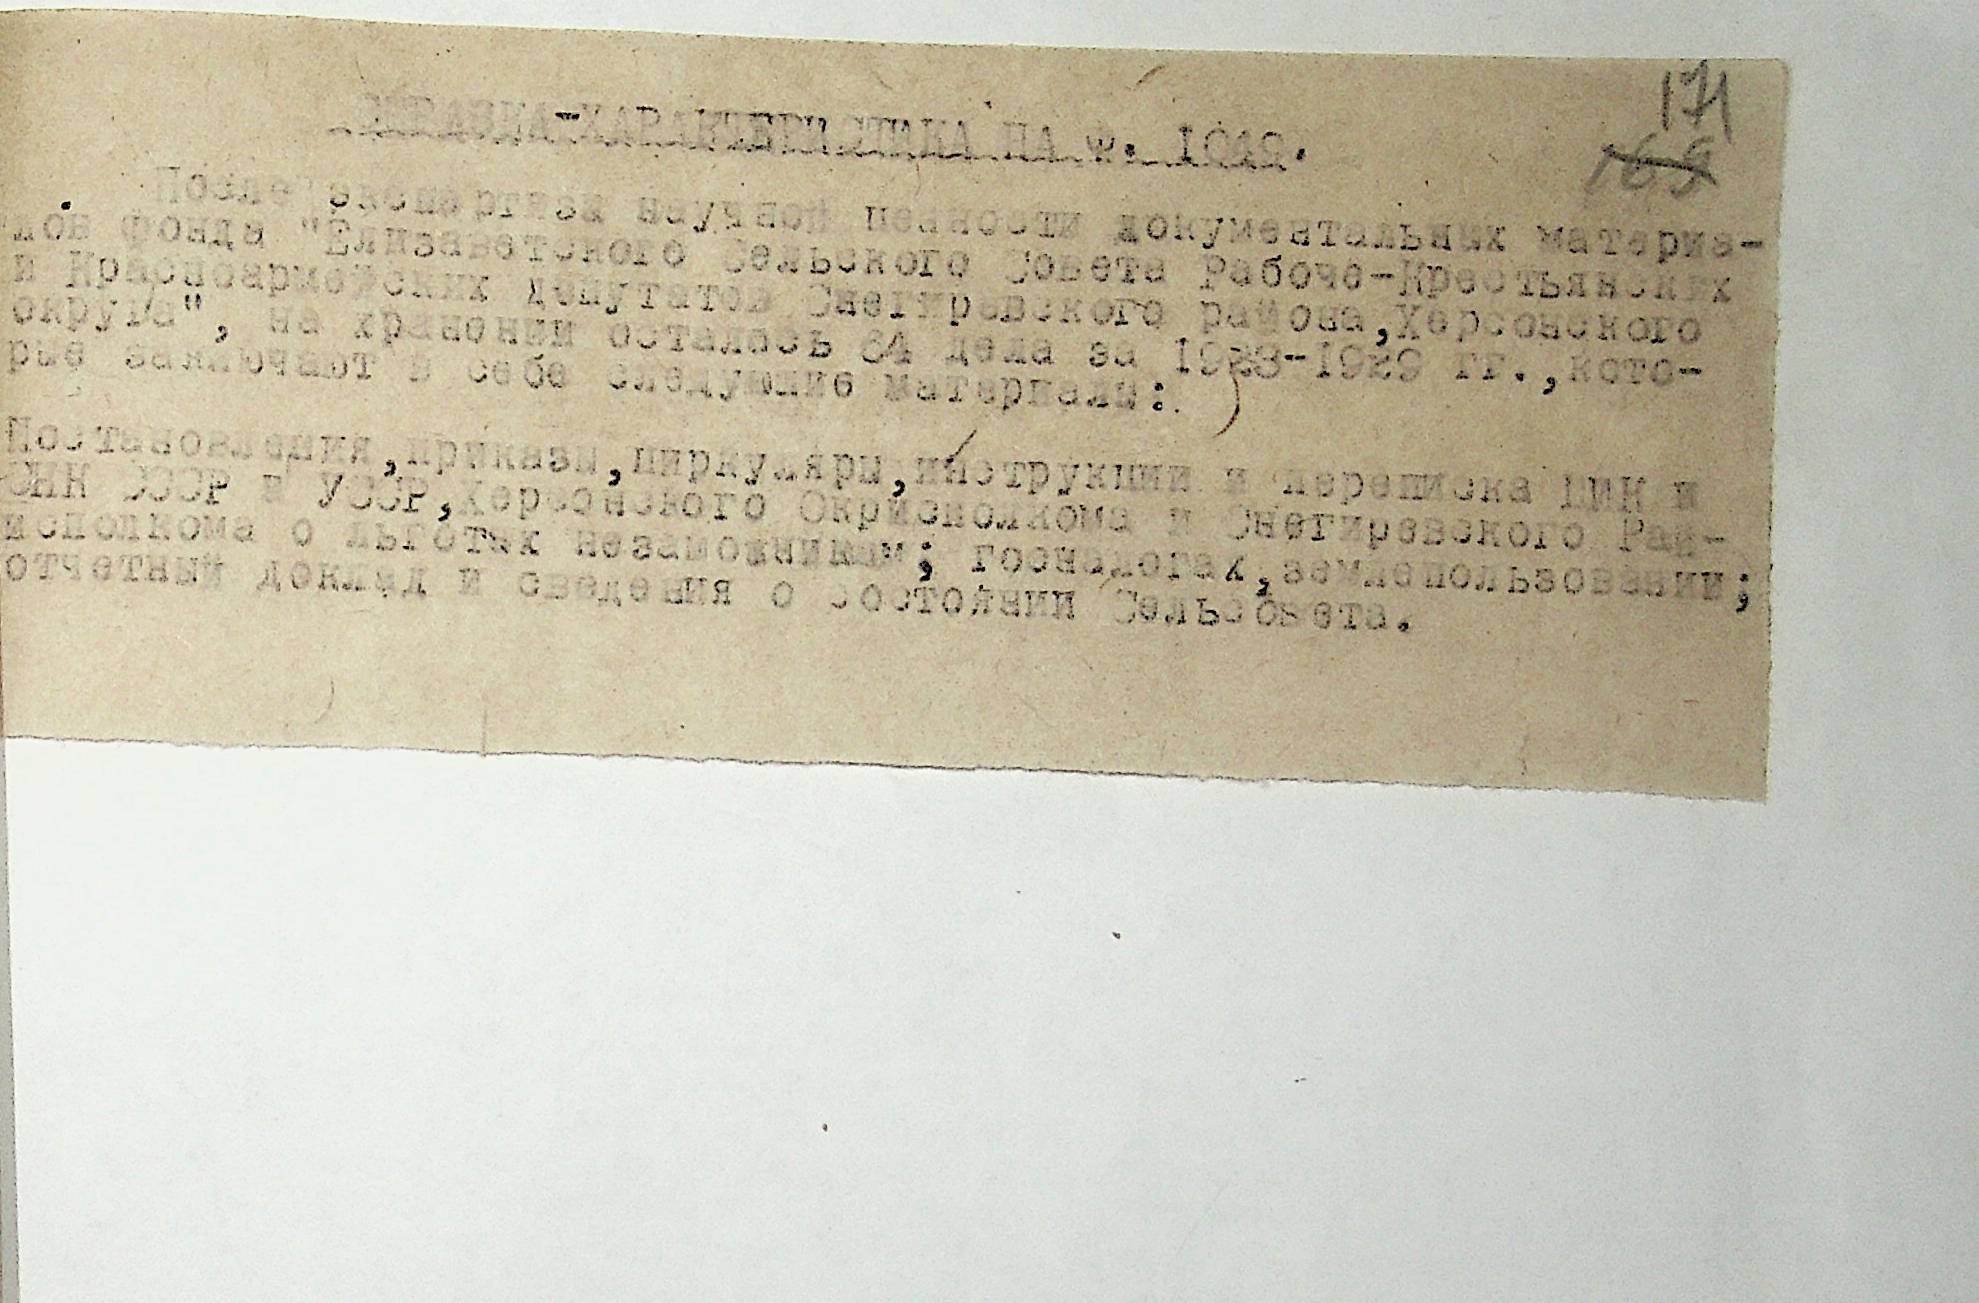 171
169
СПРАВКА-ХАРАКТЕРИСТИКА НА Ф. 1012.
После экспертизы научной ценности документальных материа-
лов фонда "Елизаветского Сельского Совета Рабоче-Крестьянских
и Красноармейских депутатов Снегиревского района,Херсонского
округа", на хранении осталось 34 дела за 1923-1929 гг.,кото-
рые заключают в себе следующие материалы:
Постановления,приказы,циркуляры,инструкции и переписка ЦИК и
СНК СССР и УССР,Херсонского Окрисполкома и Снегиревского Рай-
исполкома о льготах незаможникам; госналогах,землепользовании;
отчетный доклад и сведения о состоянии Сельсовета.